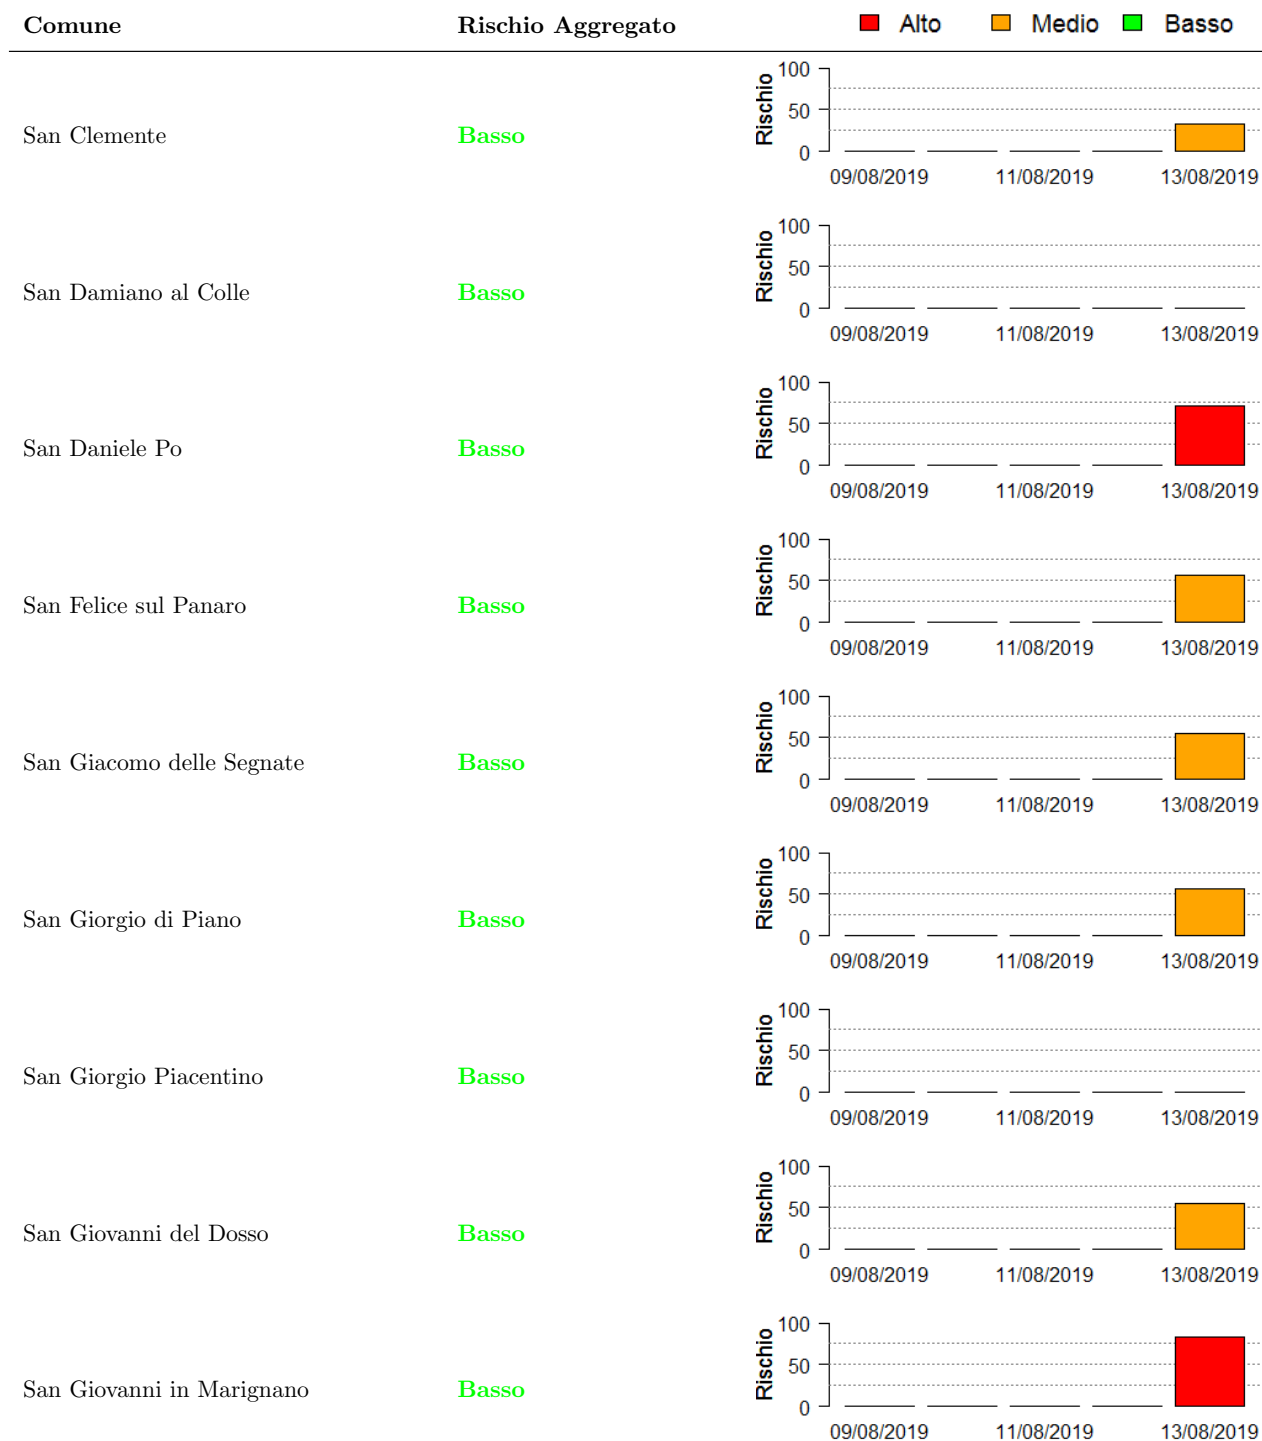 Comune Rischio Aggregato Alto Medio Basso
100
50
0
Rischio
San Clemente Basso
09/08/2019 11/08/2019 13/08/2019
100
50
0
Rischio
San Damiano al Colle Basso
09/08/2019 11/08/2019 13/08/2019
100
50
0
Rischio
San Daniele Po Basso
09/08/2019 11/08/2019 13/08/2019
100
50
0
Rischio
San Felice sul Panaro Basso
09/08/2019 11/08/2019 13/08/2019
100
50
0
Rischio
San Giacomo delle Segnate Basso
09/08/2019 11/08/2019 13/08/2019
100
50
0
Rischio
San Giorgio di Piano Basso
09/08/2019 11/08/2019 13/08/2019
100
50
0
Rischio
San Giorgio Piacentino Basso
09/08/2019 11/08/2019 13/08/2019
100
50
0
Rischio
San Giovanni del Dosso Basso
09/08/2019 11/08/2019 13/08/2019
100
50
0
Rischio
San Giovanni in Marignano Basso
09/08/2019 11/08/2019 13/08/2019